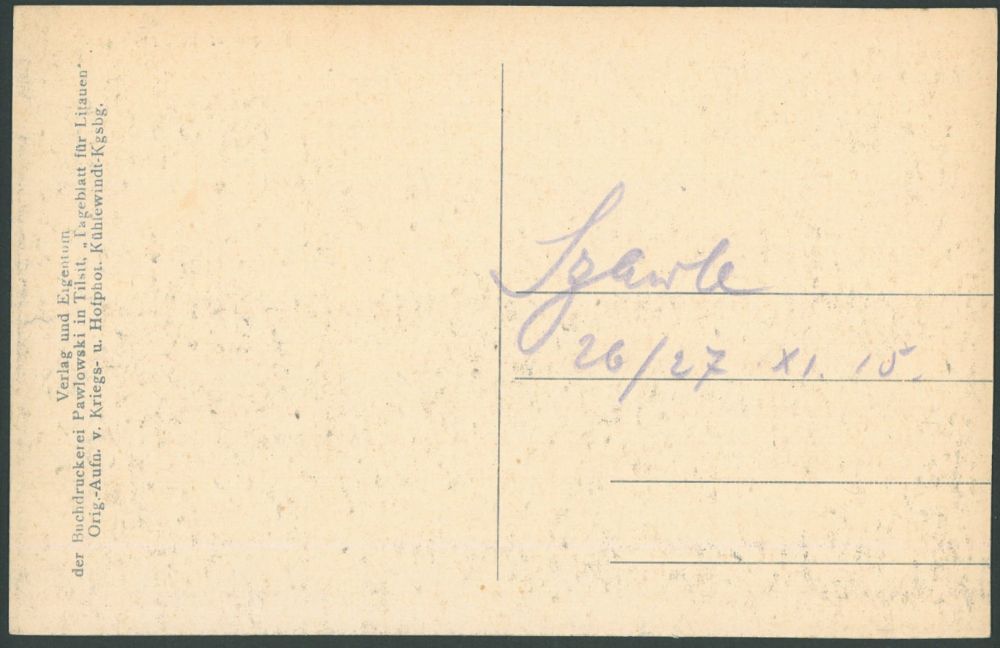 Verlag und Eigentum
der Buchdruckerei Pawlowski in Tilsit, „Tageblatt für Litauen“
Orig.-Aufn. v. Kriegs- u. Hofphot. Kühlewindt-Kgsbg.
Szawle
26/27 XI. 15.